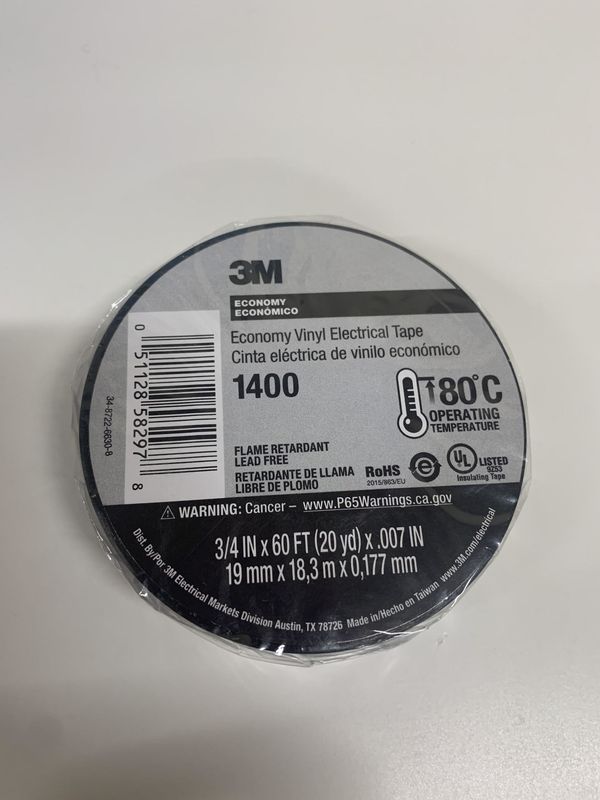 3M
ECONOMY
ECONÓMICO
Economy Vinyl Electrical Tape
Cinta eléctrica de vinilo económico
1400
80°C
OPERATING
TEMPERATURE
0 51128 58297 8
34-8722-6630-8
FLAME RETARDANT
LEAD FREE
RETARDANTE DE LLAMA
LIBRE DE PLOMO
RoHS
2015/863/EU
e
UL
LISTED
9Z53
Insulating Tape
WARNING: Cancer – www.P65Warnings.ca.gov
3/4 IN x 60 FT (20 yd) x .007 IN
19 mm x 18,3 m x 0,177 mm
Dist. By/Por 3M Electrical Markets Division Austin, TX 78726 Made in/Hecho en Taiwan www.3M.com/electrical